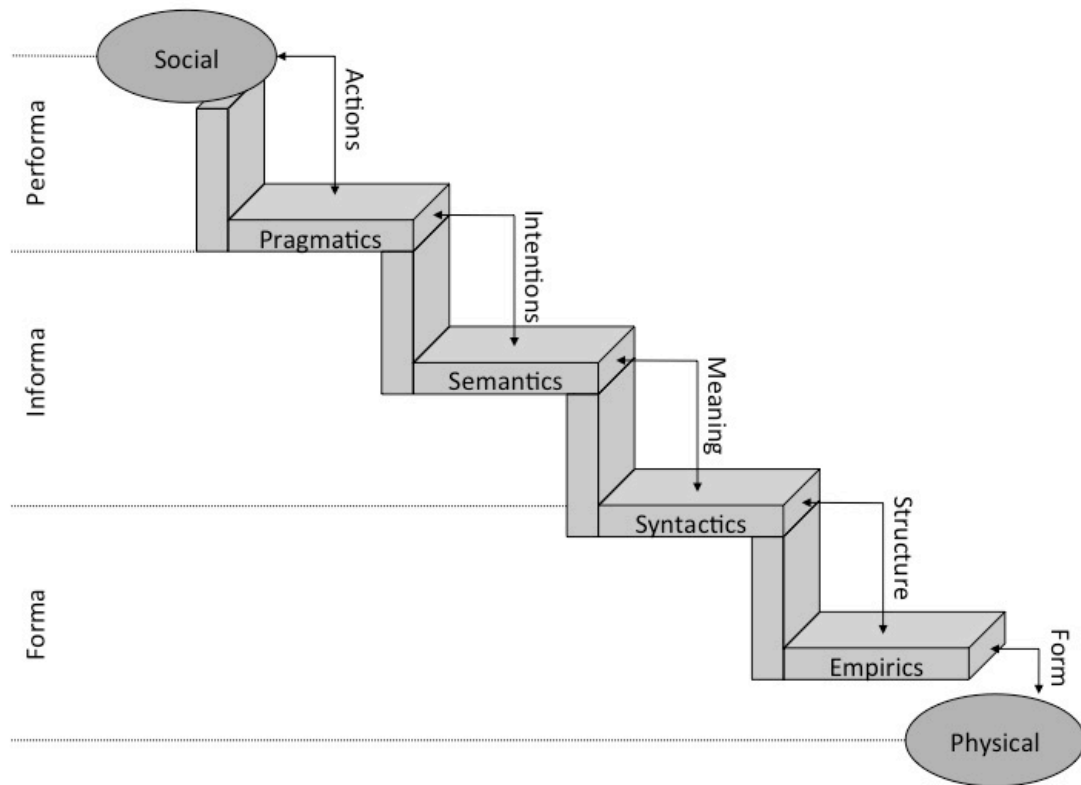 Social
Actions
Performa
Pragmatics
Intentions
Informa
Semantics
Meaning
Syntactics
Structure
Forma
Empirics
Form
Physical